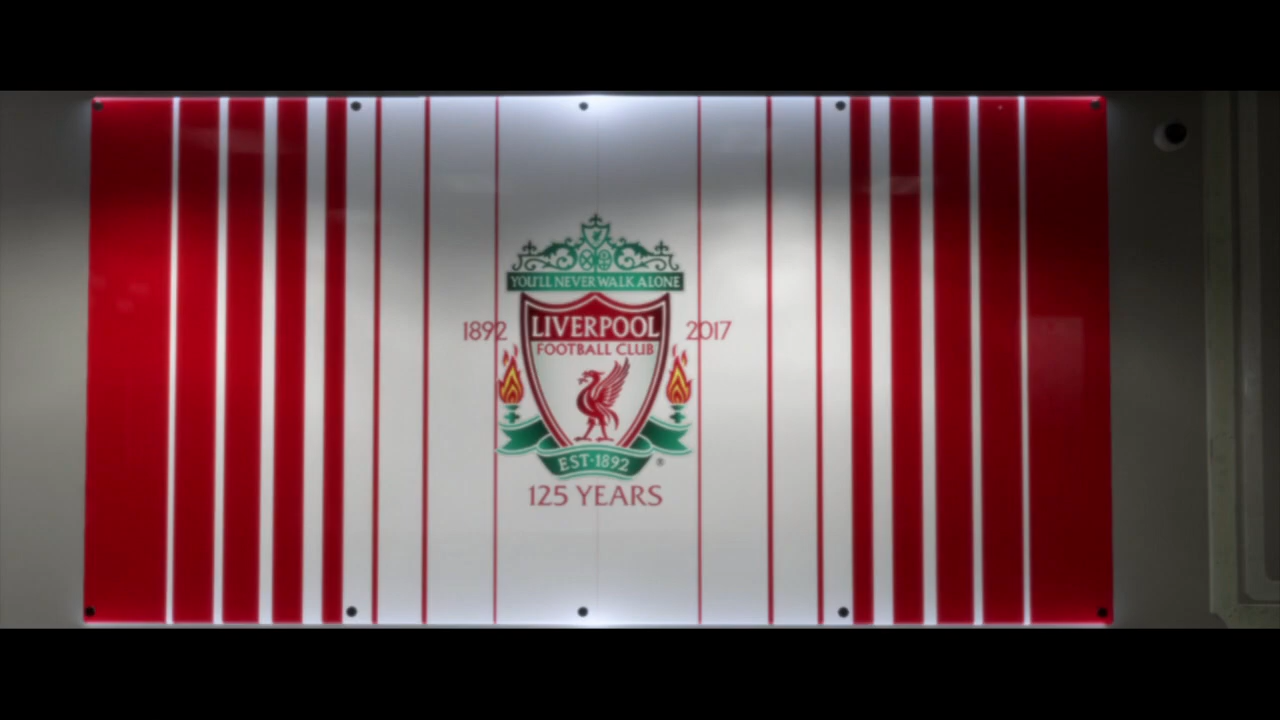 YOU'LL NEVER WALK ALONE
1892 LIVERPOOL 2017
FOOTBALL CLUB
EST·1892
®
125 YEARS